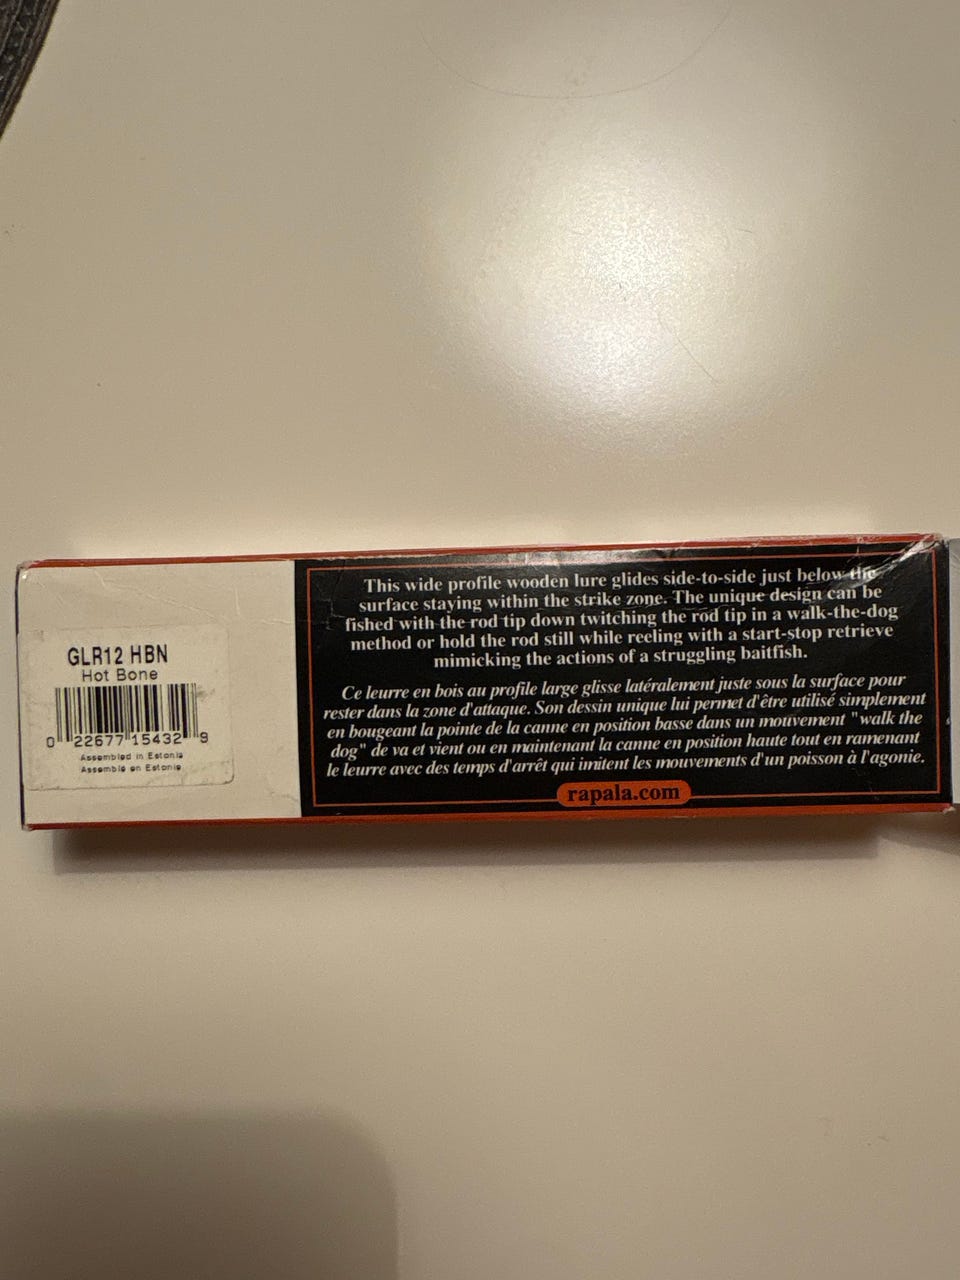 GLR12 HBN
Hot Bone
0 22677 15432 9
Assembled in Estonia
Assemble en Estonie
This wide profile wooden lure glides side-to-side just below the
surface staying within the strike zone. The unique design can be
fished with the rod tip down twitching the rod tip in a walk-the-dog
method or hold the rod still while reeling with a start-stop retrieve
mimicking the actions of a struggling baitfish.
Ce leurre en bois au profile large glisse latéralement juste sous la surface pour
rester dans la zone d'attaque. Son dessin unique lui permet d'être utilisé simplement
en bougeant la pointe de la canne en position basse dans un mouvement "walk the
dog" de va et vient ou en maintenant la canne en position haute tout en ramenant
le leurre avec des temps d'arrêt qui imitent les mouvements d'un poisson à l'agonie.
rapala.com